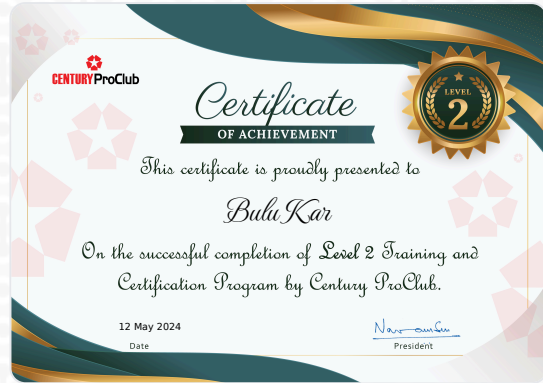 CENTURY ProClub
Certificate
OF ACHIEVEMENT
LEVEL
2
This certificate is proudly presented to
Bulu Kar
On the successful completion of Level 2 Training and
Certification Program by Century ProClub.
12 May 2024
Date
President